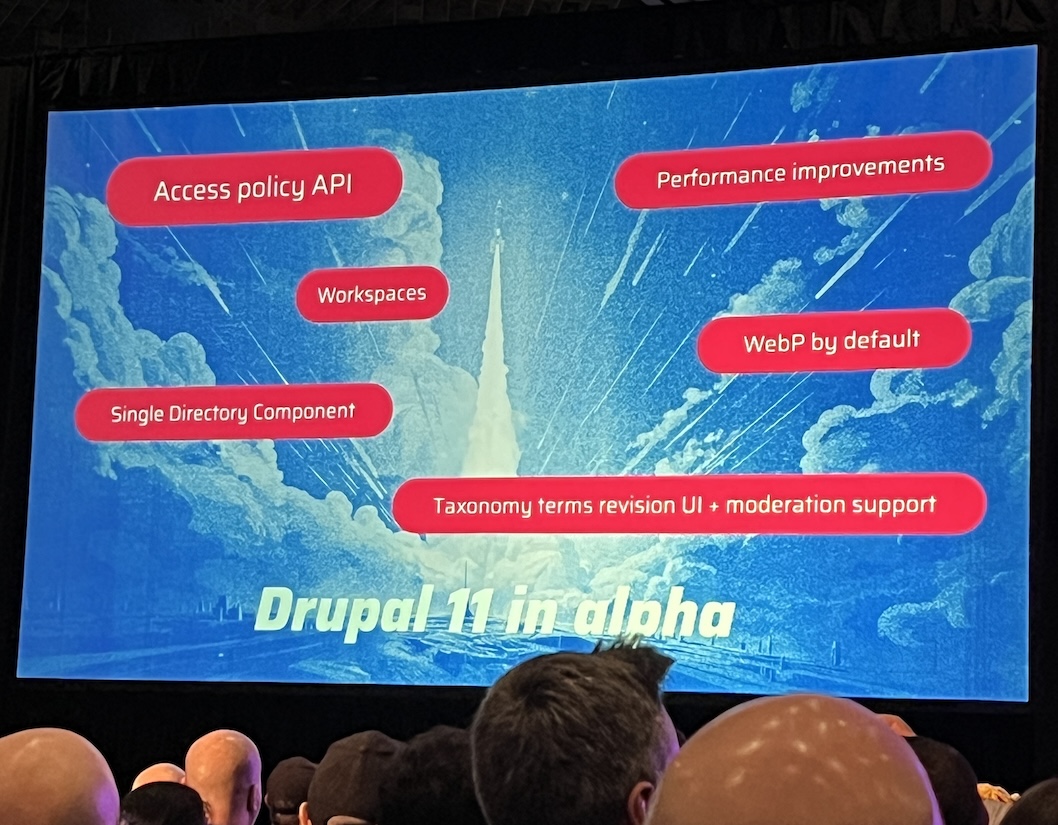 Access policy API
Performance improvements
Workspaces
WebP by default
Single Directory Component
Taxonomy terms revision UI + moderation support
Drupal 11 in alpha